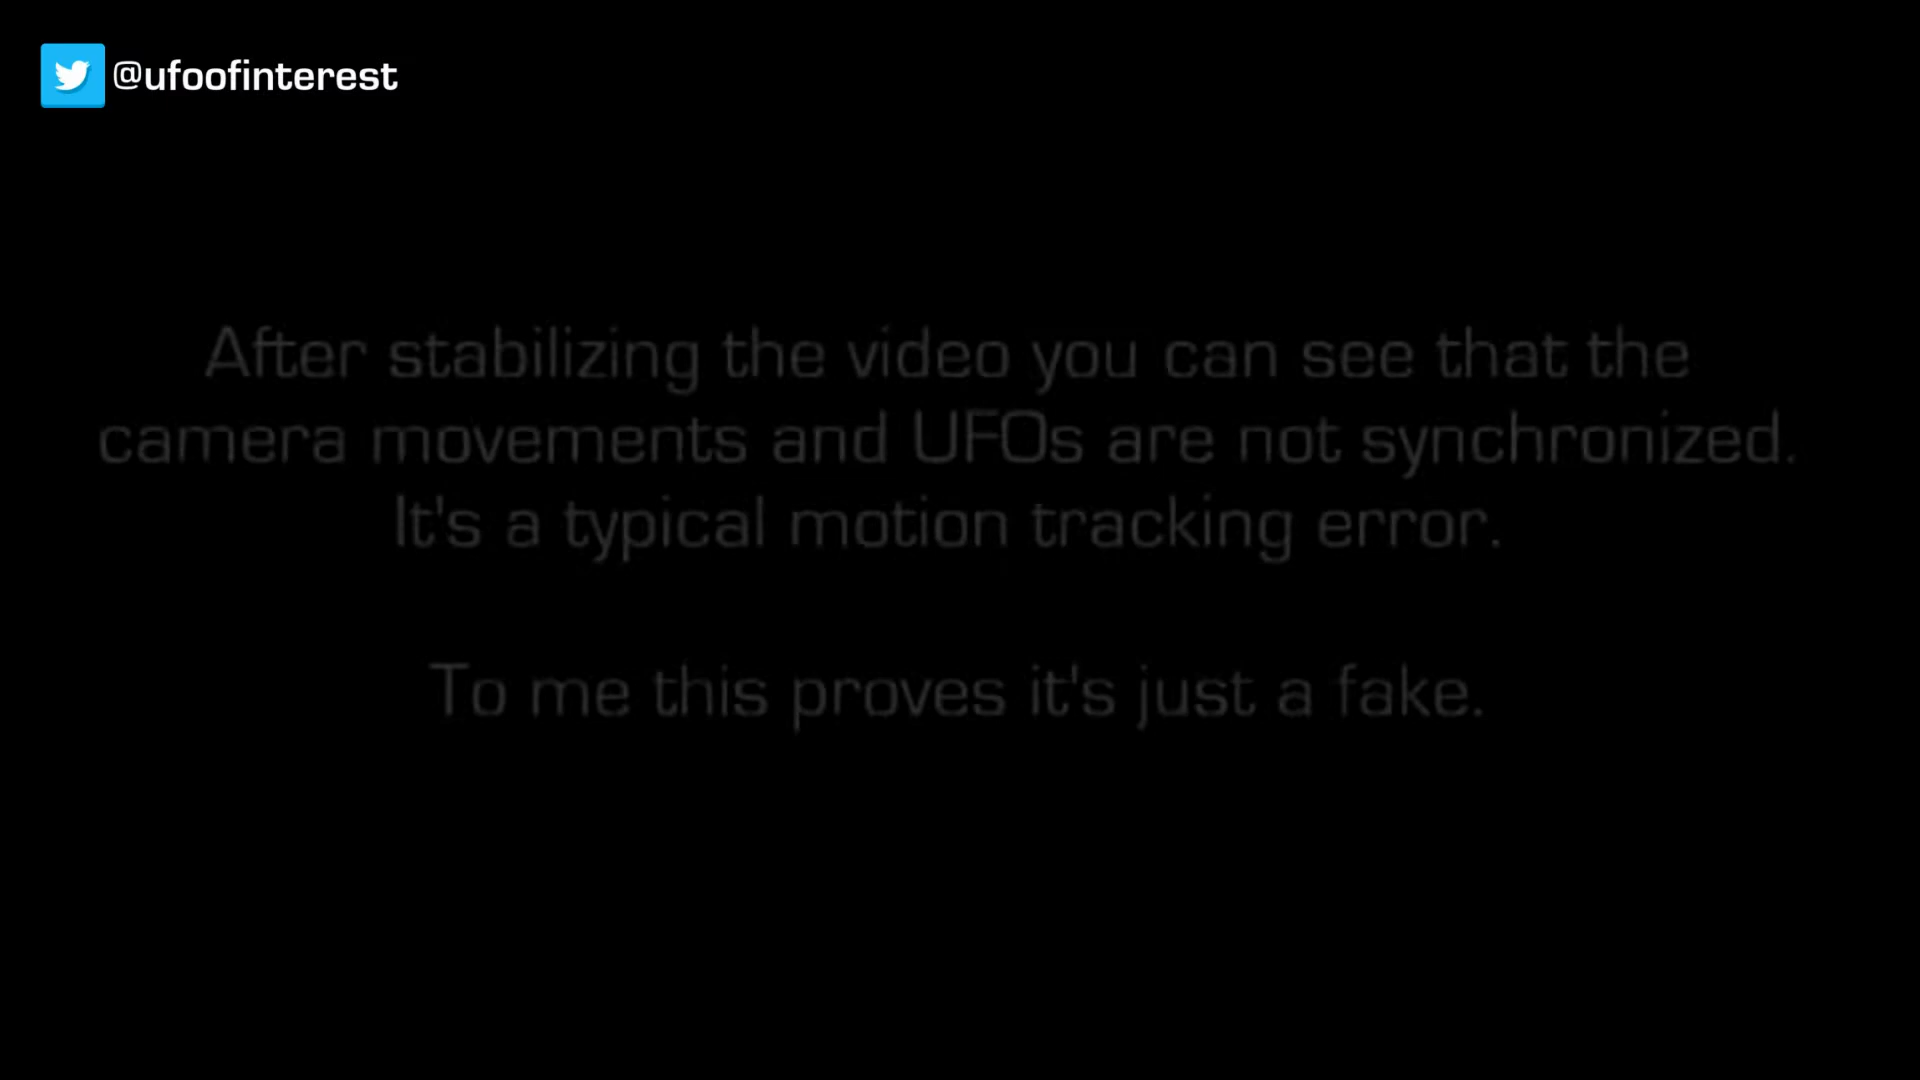 @ufoofinterest
After stabilizing the video you can see that the
camera movements and UFOs are not synchronized.
It's a typical motion tracking error.
To me this proves it's just a fake.